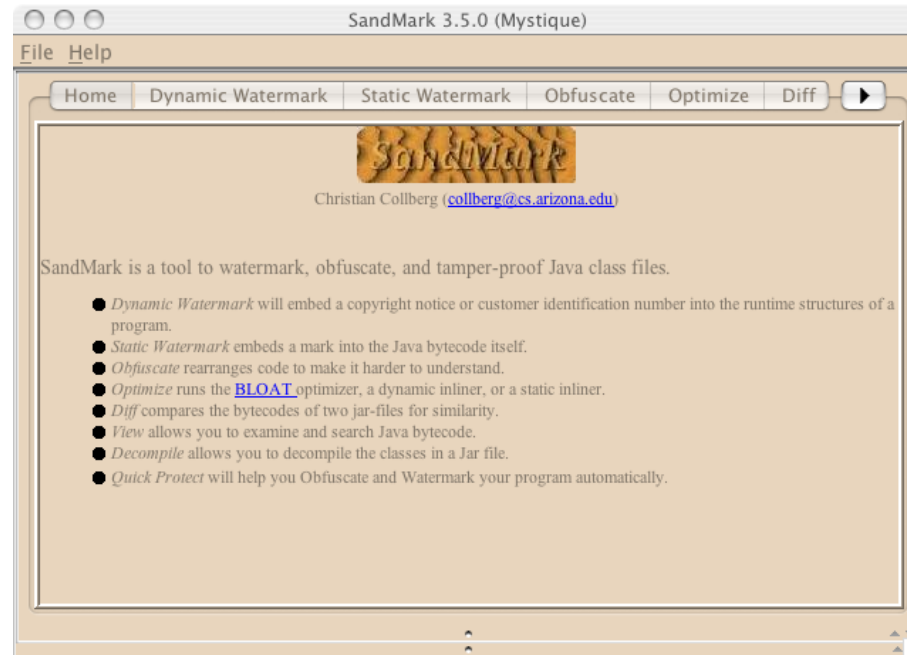 SandMark 3.5.0 (Mystique)
File Help
Home Dynamic Watermark Static Watermark Obfuscate Optimize Diff
SandMark
Christian Collberg (collberg@cs.arizona.edu)
SandMark is a tool to watermark, obfuscate, and tamper-proof Java class files.
Dynamic Watermark will embed a copyright notice or customer identification number into the runtime structures of a
program.
Static Watermark embeds a mark into the Java bytecode itself.
Obfuscate rearranges code to make it harder to understand.
Optimize runs the BLOAT optimizer, a dynamic inliner, or a static inliner.
Diff compares the bytecodes of two jar-files for similarity.
View allows you to examine and search Java bytecode.
Decompile allows you to decompile the classes in a Jar file.
Quick Protect will help you Obfuscate and Watermark your program automatically.